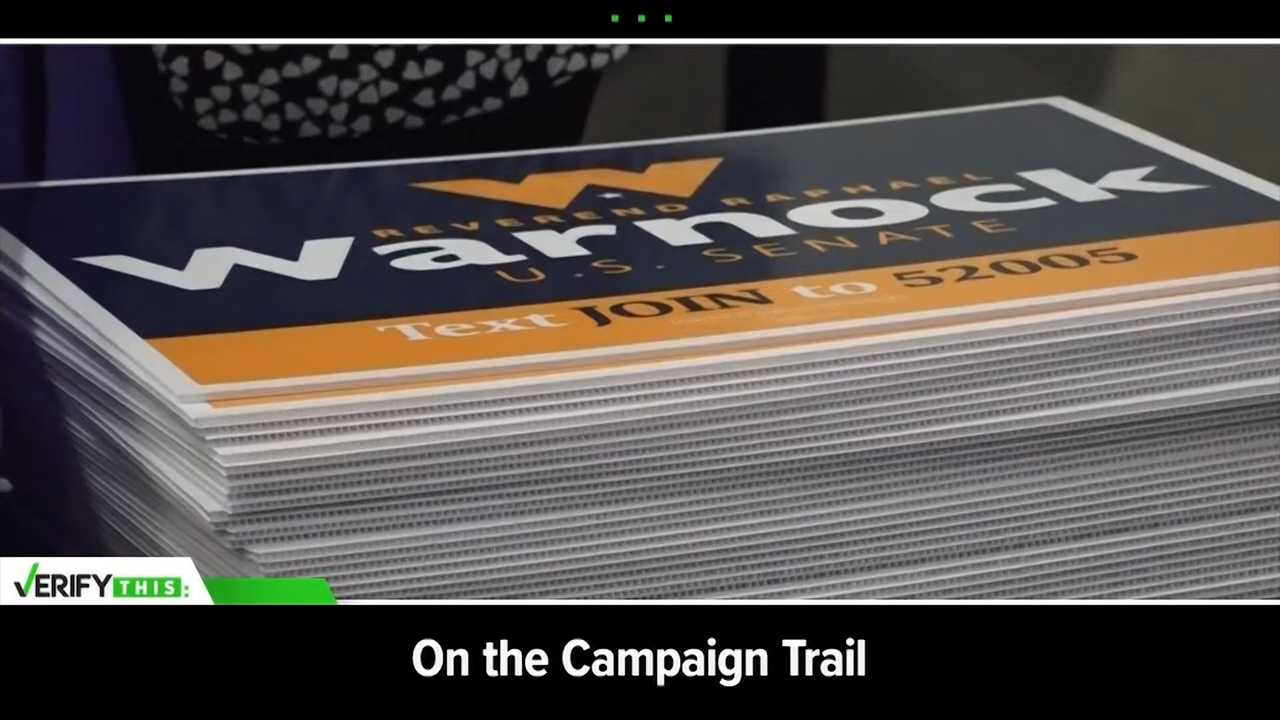 REVEREND RAPHAEL
Warnock
U.S. SENATE
Text JOIN to 52005
VERIFY THIS:
On the Campaign Trail